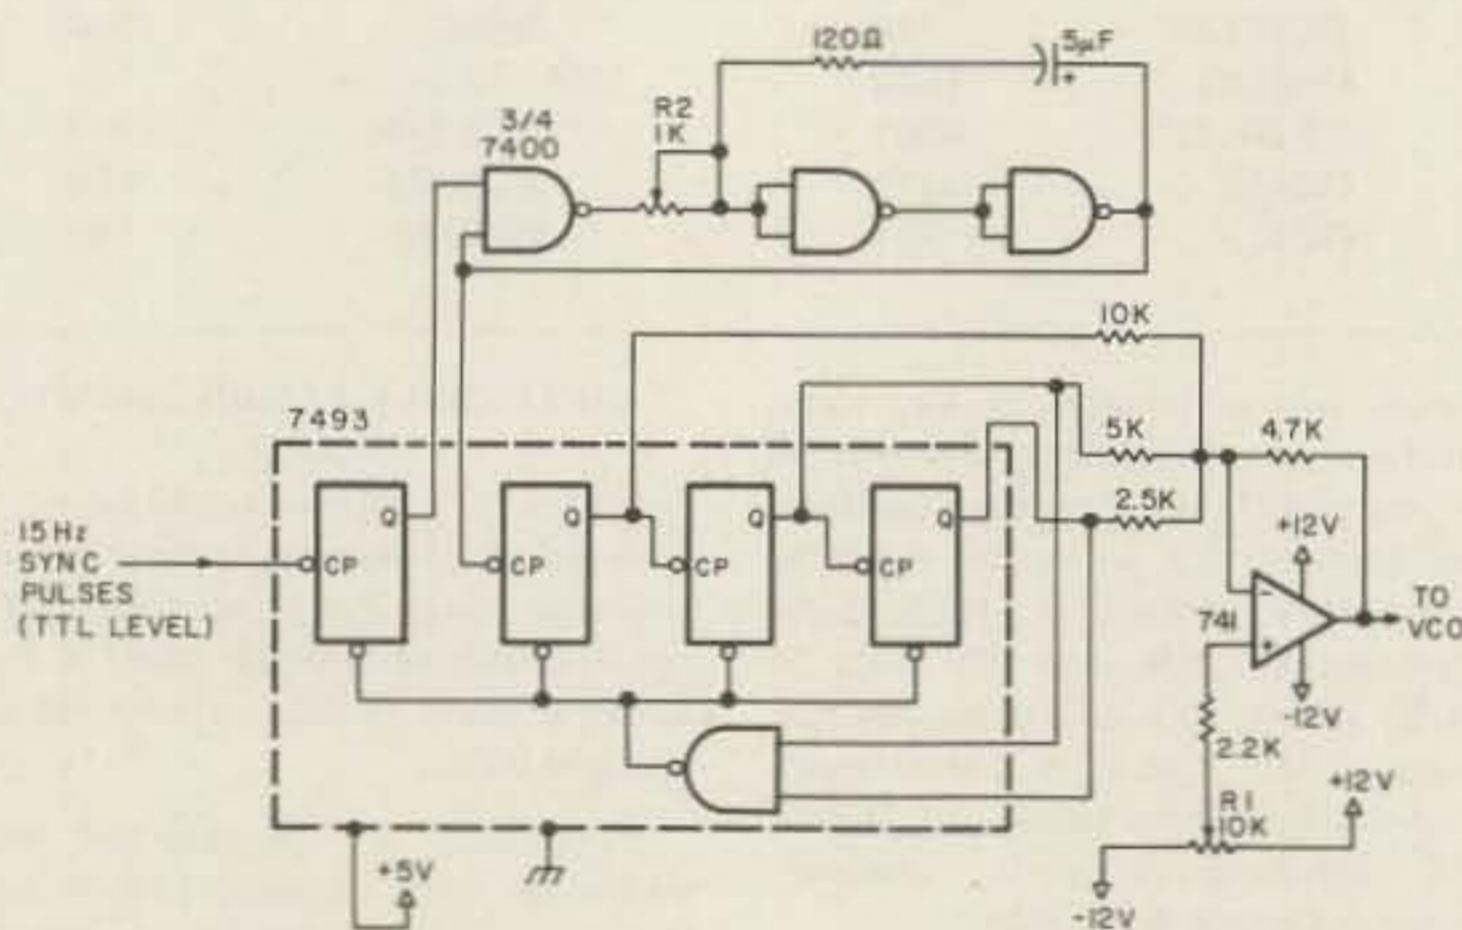 120Ω
5μF
+
R2
1K
3/4
7400
10K
7493
5K
4.7K
2.5K
Q
Q
Q
Q
CP
CP
CP
CP
15Hz
SYNC
PULSES
(TTL LEVEL)
+12V
-
741
+
TO
VCO
-12V
2.2K
+12V
R1
10K
+5V
-12V